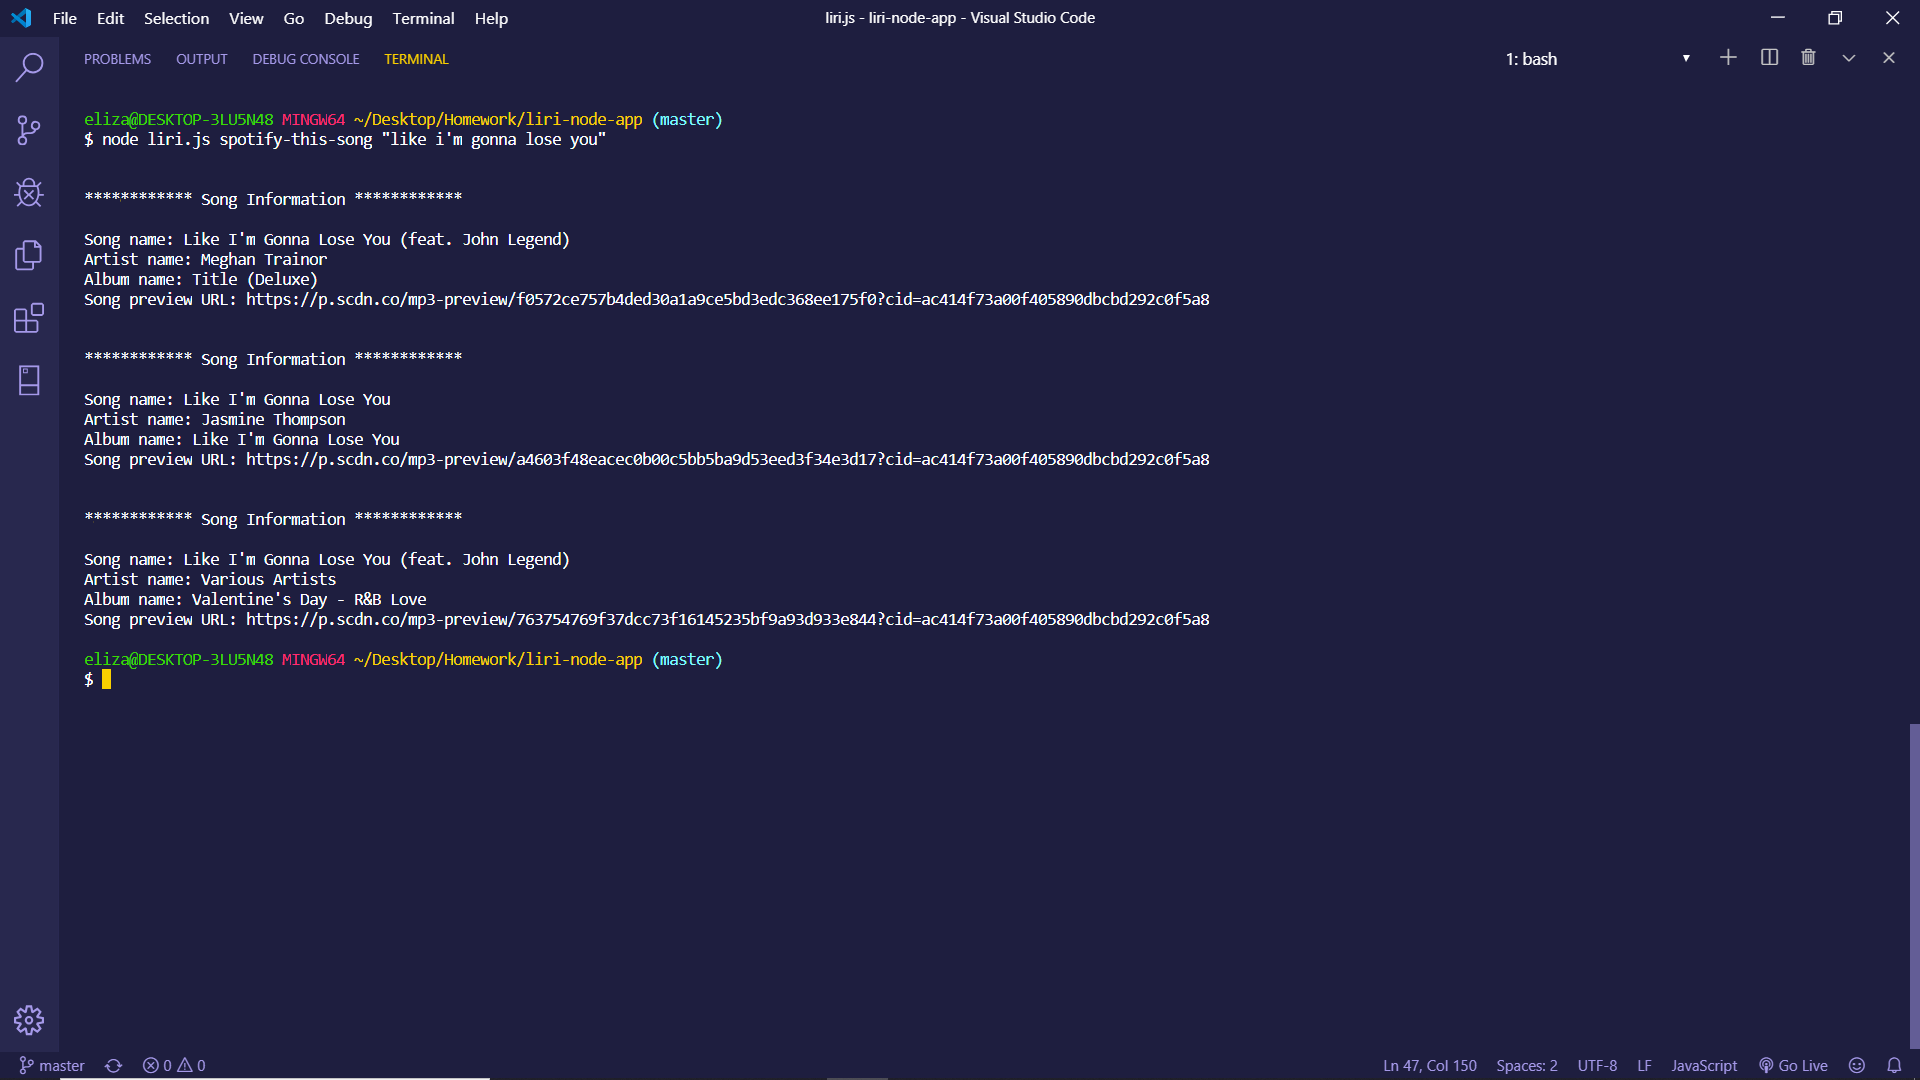 File Edit Selection View Go Debug Terminal Help
liri.js - liri-node-app - Visual Studio Code
PROBLEMS OUTPUT DEBUG CONSOLE TERMINAL
1: bash
eliza@DESKTOP-3LU5N48 MINGW64 ~/Desktop/Homework/liri-node-app (master)
$ node liri.js spotify-this-song "like i'm gonna lose you"
************ Song Information ************
Song name: Like I'm Gonna Lose You (feat. John Legend)
Artist name: Meghan Trainor
Album name: Title (Deluxe)
Song preview URL: https://p.scdn.co/mp3-preview/f0572ce757b4ded30a1a9ce5bd3edc368ee175f0?cid=ac414f73a00f405890dbcbd292c0f5a8
************ Song Information ************
Song name: Like I'm Gonna Lose You
Artist name: Jasmine Thompson
Album name: Like I'm Gonna Lose You
Song preview URL: https://p.scdn.co/mp3-preview/a4603f48eacec0b00c5bb5ba9d53eed3f34e3d17?cid=ac414f73a00f405890dbcbd292c0f5a8
************ Song Information ************
Song name: Like I'm Gonna Lose You (feat. John Legend)
Artist name: Various Artists
Album name: Valentine's Day - R&B Love
Song preview URL: https://p.scdn.co/mp3-preview/763754769f37dcc73f16145235bf9a93d933e844?cid=ac414f73a00f405890dbcbd292c0f5a8
eliza@DESKTOP-3LU5N48 MINGW64 ~/Desktop/Homework/liri-node-app (master)
$
master 0 0 Ln 47, Col 150 Spaces: 2 UTF-8 LF JavaScript Go Live